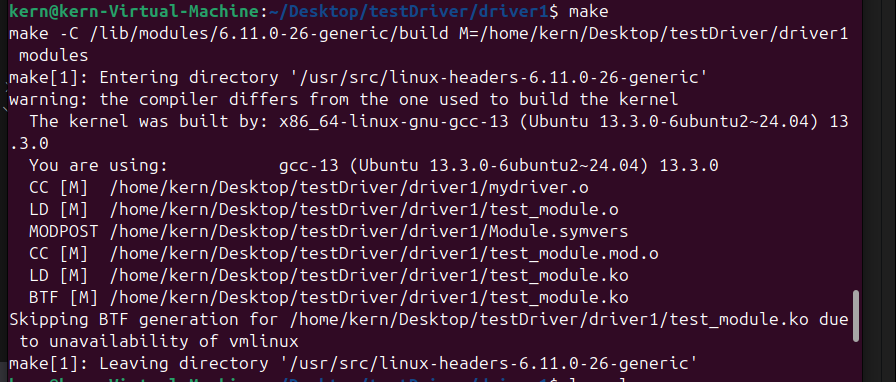 kern@kern-Virtual-Machine:~/Desktop/testDriver/driver1$ make
make -C /lib/modules/6.11.0-26-generic/build M=/home/kern/Desktop/testDriver/driver1
 modules
make[1]: Entering directory '/usr/src/linux-headers-6.11.0-26-generic'
warning: the compiler differs from the one used to build the kernel
  The kernel was built by: x86_64-linux-gnu-gcc-13 (Ubuntu 13.3.0-6ubuntu2~24.04) 13
.3.0
  You are using:           gcc-13 (Ubuntu 13.3.0-6ubuntu2~24.04) 13.3.0
  CC [M]  /home/kern/Desktop/testDriver/driver1/mydriver.o
  LD [M]  /home/kern/Desktop/testDriver/driver1/test_module.o
  MODPOST /home/kern/Desktop/testDriver/driver1/Module.symvers
  CC [M]  /home/kern/Desktop/testDriver/driver1/test_module.mod.o
  LD [M]  /home/kern/Desktop/testDriver/driver1/test_module.ko
  BTF [M] /home/kern/Desktop/testDriver/driver1/test_module.ko
Skipping BTF generation for /home/kern/Desktop/testDriver/driver1/test_module.ko due
 to unavailability of vmlinux
make[1]: Leaving directory '/usr/src/linux-headers-6.11.0-26-generic'